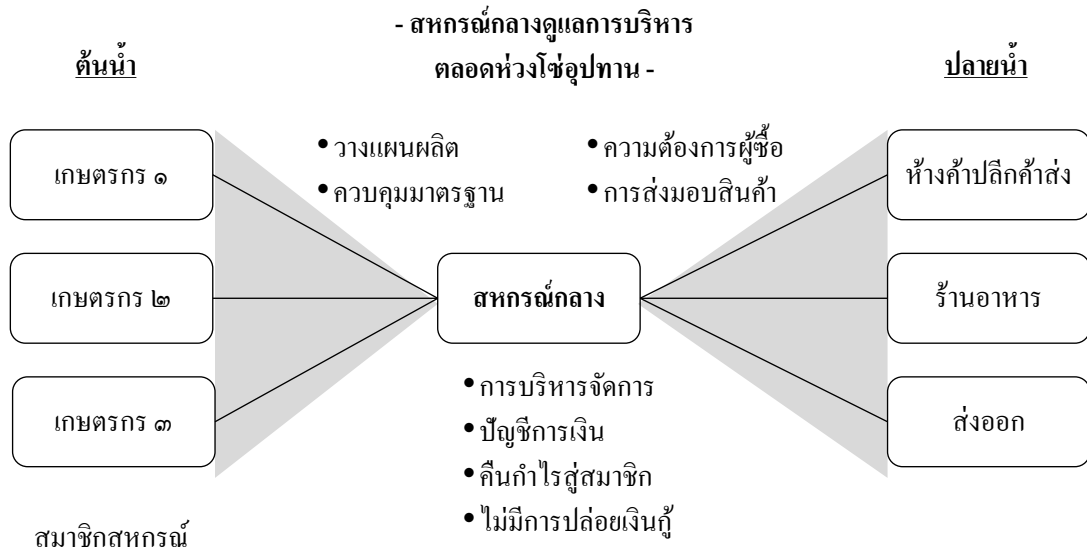 - สหกรณ์กลางดูแลการบริหาร
ตลอดห่วงโซ่อุปทาน -
ต้นน้ำ
ปลายน้ำ
• วางแผนผลิต
• ควบคุมมาตรฐาน
• ความต้องการผู้ซื้อ
• การส่งมอบสินค้า
เกษตรกร ๑
เกษตรกร ๒
เกษตรกร ๓
สหกรณ์กลาง
ห้างค้าปลีกค้าส่ง
ร้านอาหาร
ส่งออก
• การบริหารจัดการ
• บัญชีการเงิน
• คืนกำไรสู่สมาชิก
• ไม่มีการปล่อยเงินกู้
สมาชิกสหกรณ์